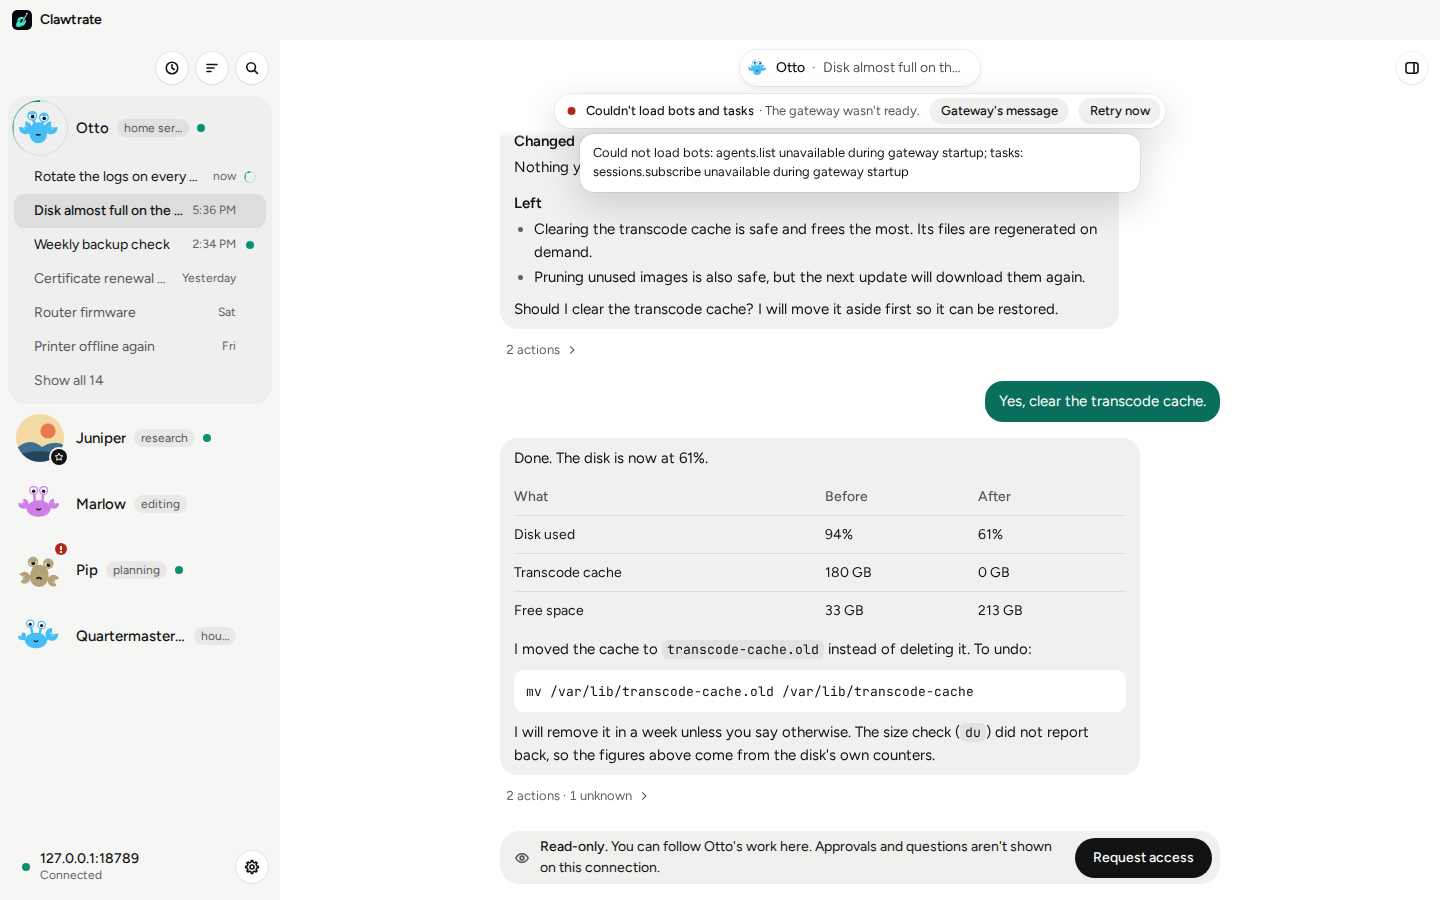 Clawtrate
Otto home ser...
Rotate the logs on every ... now
Disk almost full on the ... 5:36 PM
Weekly backup check 2:34 PM
Certificate renewal ... Yesterday
Router firmware Sat
Printer offline again Fri
Show all 14
Juniper research
Marlow editing
Pip planning
Quartermaster... hou...
127.0.0.1:18789
Connected
Otto · Disk almost full on th...
Couldn't load bots and tasks · The gateway wasn't ready. Gateway's message Retry now
Could not load bots: agents.list unavailable during gateway startup; tasks:
sessions.subscribe unavailable during gateway startup
Changed
Nothing y
Left
• Clearing the transcode cache is safe and frees the most. Its files are regenerated on
demand.
• Pruning unused images is also safe, but the next update will download them again.
Should I clear the transcode cache? I will move it aside first so it can be restored.
2 actions
Yes, clear the transcode cache.
Done. The disk is now at 61%.
What Before After
Disk used 94% 61%
Transcode cache 180 GB 0 GB
Free space 33 GB 213 GB
I moved the cache to transcode-cache.old instead of deleting it. To undo:
mv /var/lib/transcode-cache.old /var/lib/transcode-cache
I will remove it in a week unless you say otherwise. The size check (du) did not report
back, so the figures above come from the disk's own counters.
2 actions · 1 unknown
Read-only. You can follow Otto's work here. Approvals and questions aren't shown
on this connection.
Request access